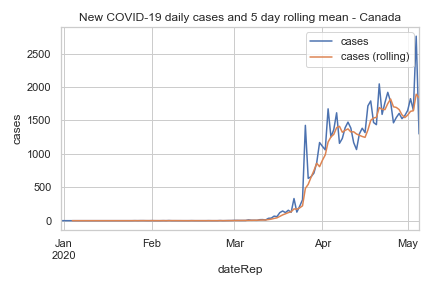 New COVID-19 daily cases and 5 day rolling mean - Canada
cases
cases (rolling)
cases
2500
2000
1500
1000
500
0
Jan
2020
Feb
Mar
Apr
May
dateRep